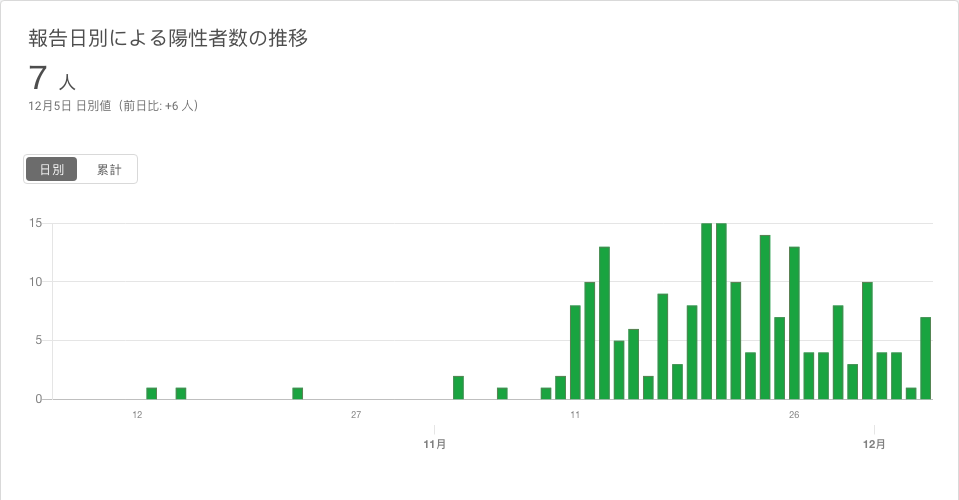 報告日別による陽性者数の推移
7 人
12月5日 日別値（前日比: +6 人）
日別 累計
15
10
5
0
12 27 11 26
11月 12月